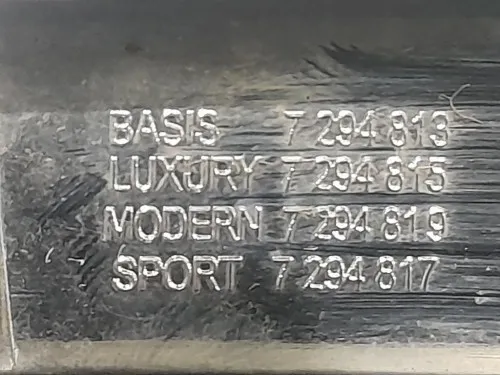 BASIS 7 294 813
LUXURY 7 294 815
MODERN 7 294 819
SPORT 7 294 817